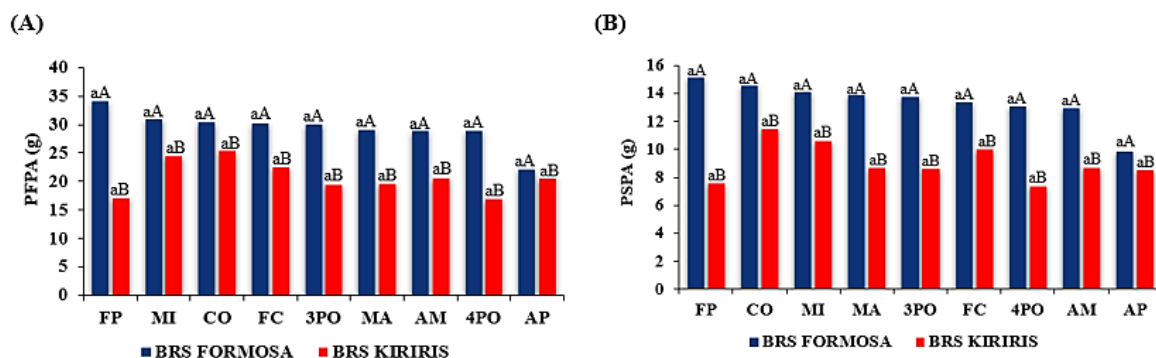 (A)
PFPA (g)
40
35
30
25
20
15
10
5
0
aA aB aA aB aA aB aA aB aA aB aA aB aA aB aA aB aA aB
FP MI CO FC 3PO MA AM 4PO AP
BRS FORMOSA BRS KIRIRIS
(B)
PSPA (g)
16
14
12
10
8
6
4
2
0
aA aB aA aB aA aB aA aB aA aB aA aB aA aB aA aB aA aB
FP CO MI MA 3PO FC 4PO AM AP
BRS FORMOSA BRS KIRIRIS